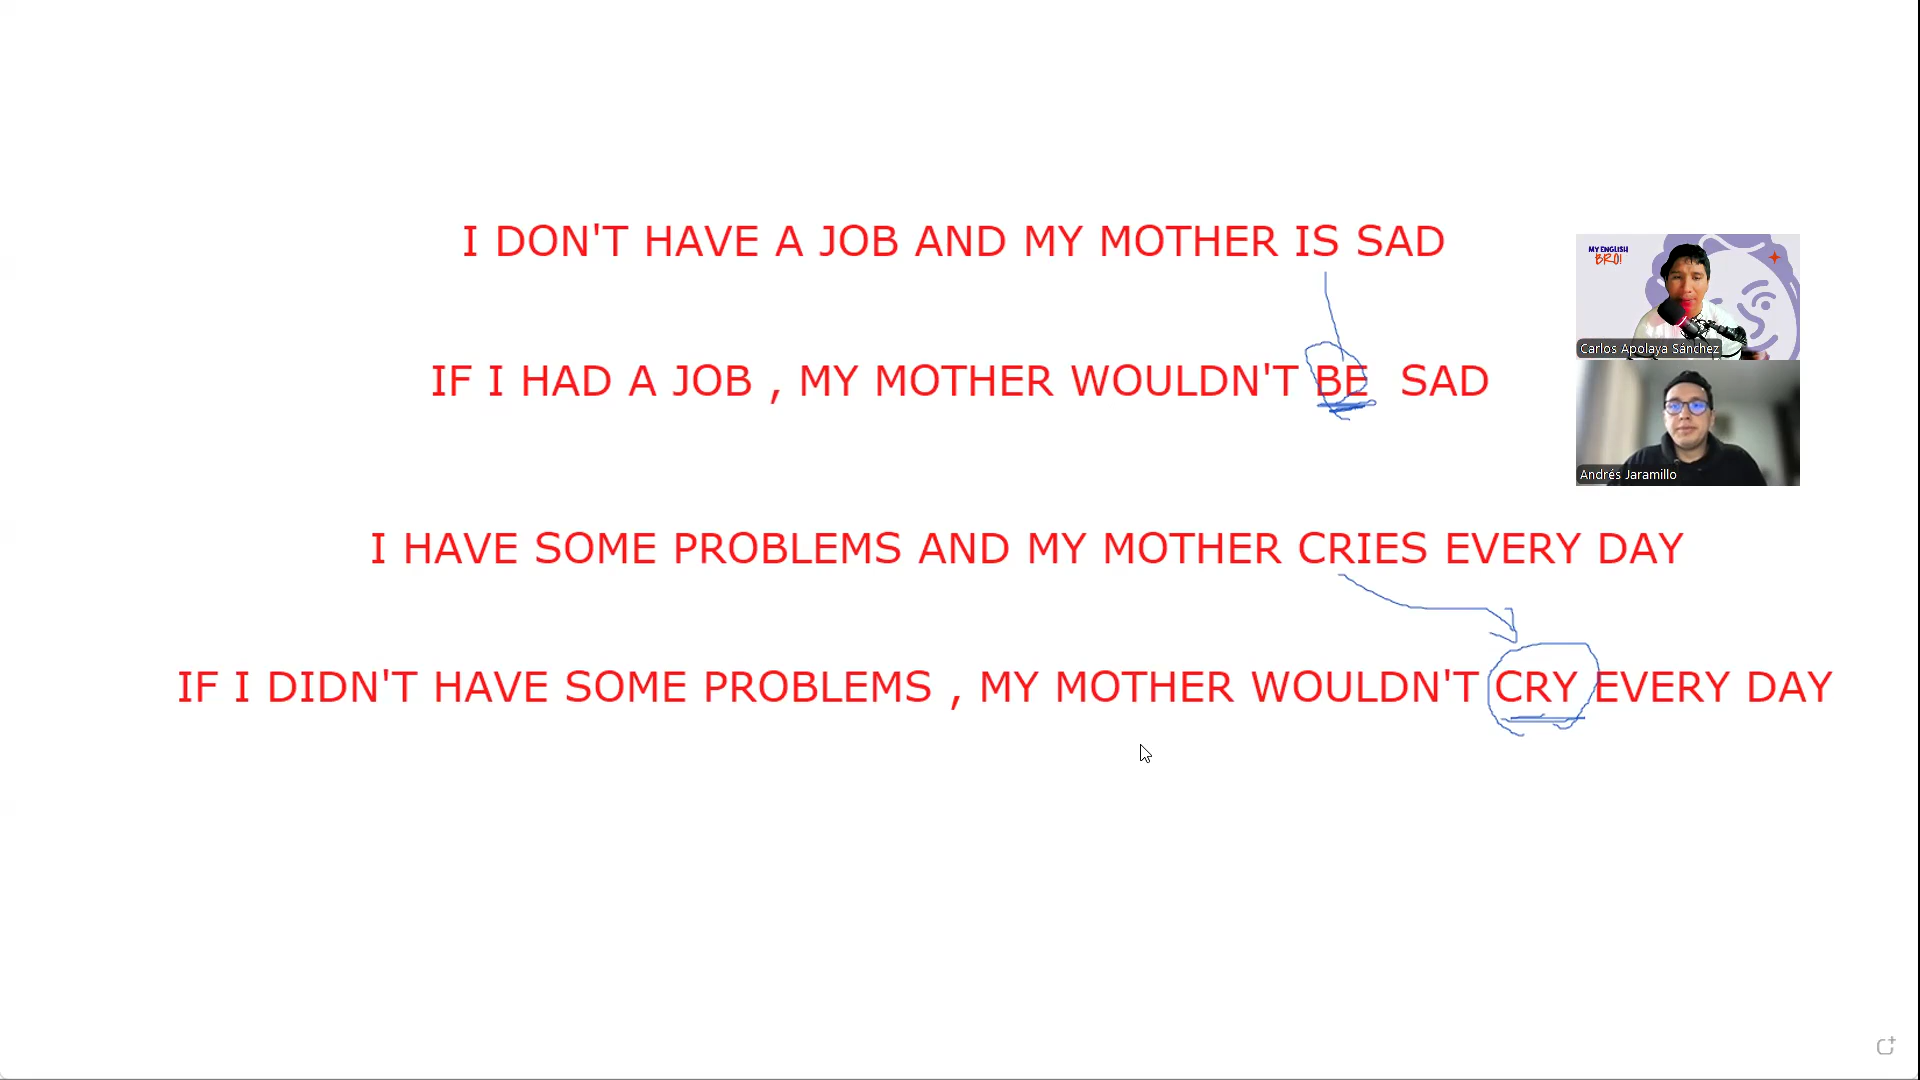 I DON'T HAVE A JOB AND MY MOTHER IS SAD
MY ENGLISH
BRO!
Carlos Apolaya Sánchez
IF I HAD A JOB , MY MOTHER WOULDN'T BE SAD
Andrés Jaramillo
I HAVE SOME PROBLEMS AND MY MOTHER CRIES EVERY DAY
IF I DIDN'T HAVE SOME PROBLEMS , MY MOTHER WOULDN'T CRY EVERY DAY